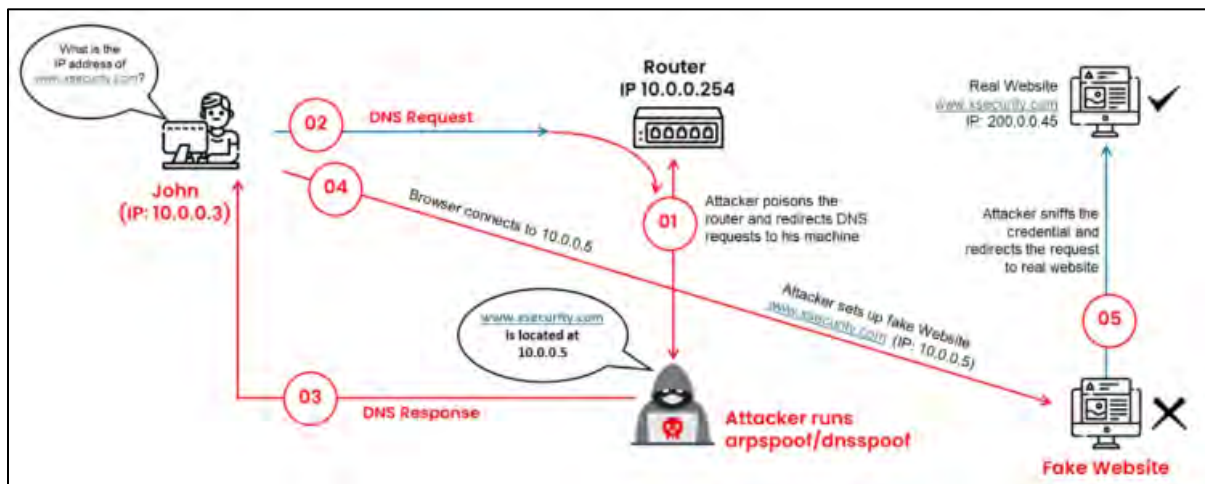 What is the
IP address of
www.xsecurity.com?
John
(IP: 10.0.0.3)
02
DNS Request
Router
IP 10.0.0.254
01
Attacker poisons the
router and redirects DNS
requests to his machine
04
Browser connects to 10.0.0.5
Attacker sets up fake Website
www.xsecurity.com (IP: 10.0.0.5)
www.xsecurity.com
is located at
10.0.0.5
03
DNS Response
Attacker runs
arpspoof/dnsspoof
Real Website
www.xsecurity.com
IP: 200.0.0.45
Attacker sniffs the
credential and
redirects the request
to real website
05
Fake Website